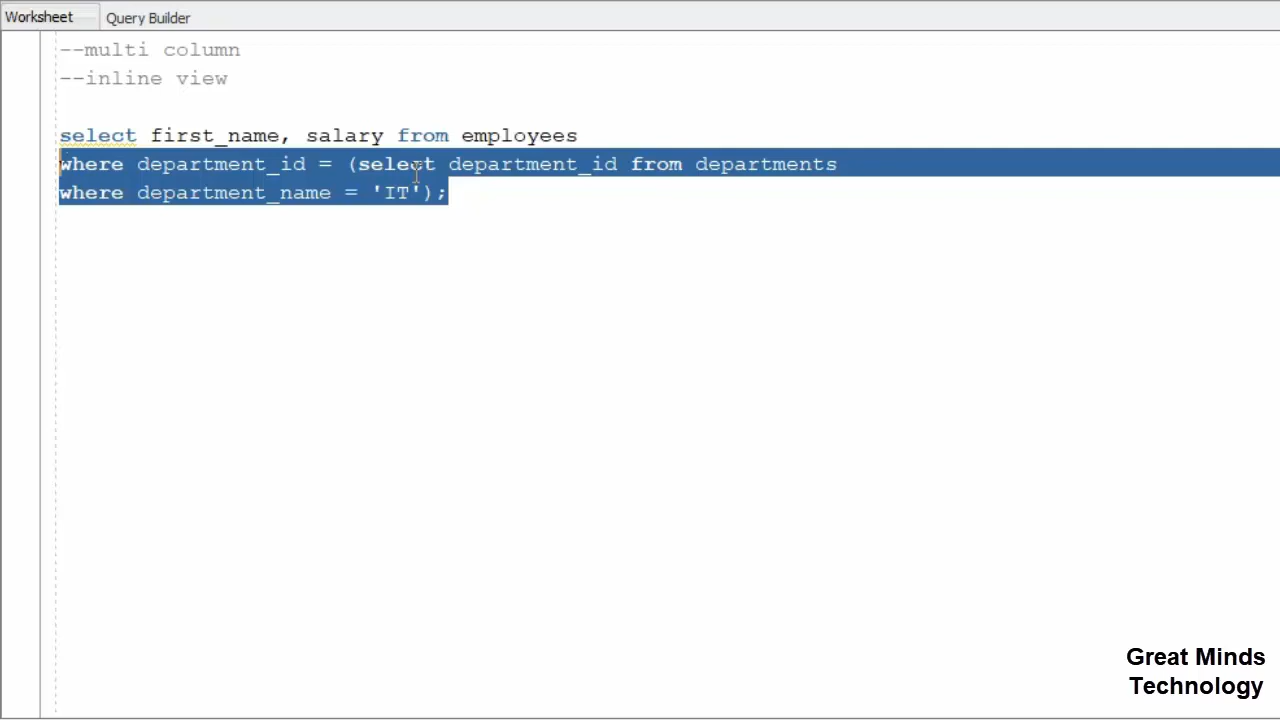 Worksheet Query Builder
--multi column
--inline view
select first_name, salary from employees
where department_id = (select department_id from departments
where department_name = 'IT');
Great Minds
Technology